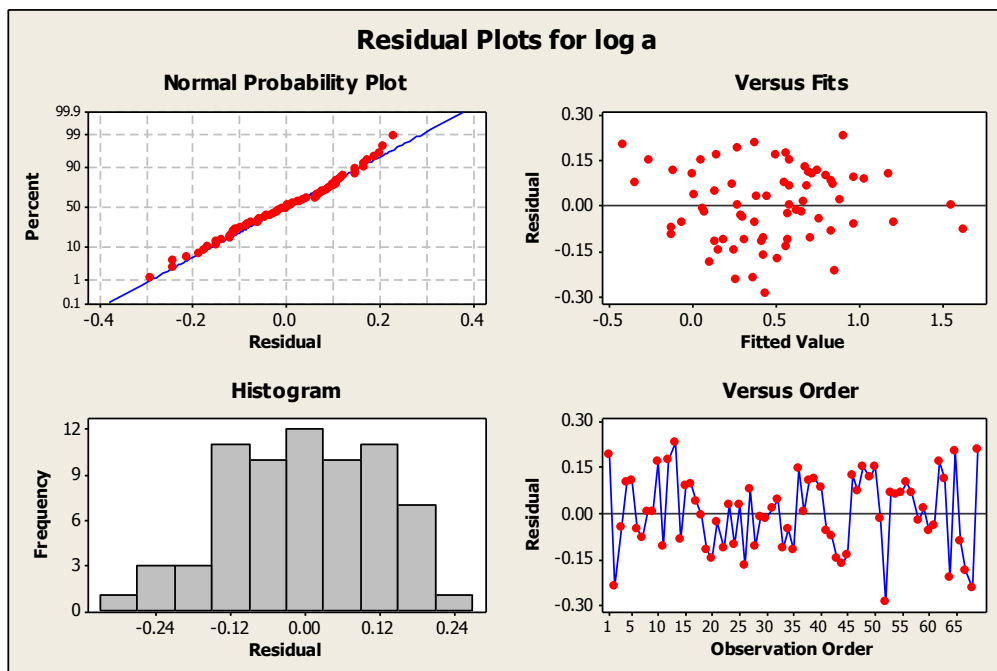 Residual Plots for log a
Normal Probability Plot
Versus Fits
99.9
99
90
50
10
1
0.1
Percent
-0.4 -0.2 0.0 0.2 0.4
Residual
0.30
0.15
0.00
-0.15
-0.30
Residual
-0.5 0.0 0.5 1.0 1.5
Fitted Value
Histogram
Versus Order
12
9
6
3
0
Frequency
-0.24 -0.12 0.00 0.12 0.24
Residual
0.30
0.15
0.00
-0.15
-0.30
Residual
1 5 10 15 20 25 30 35 40 45 50 55 60 65
Observation Order